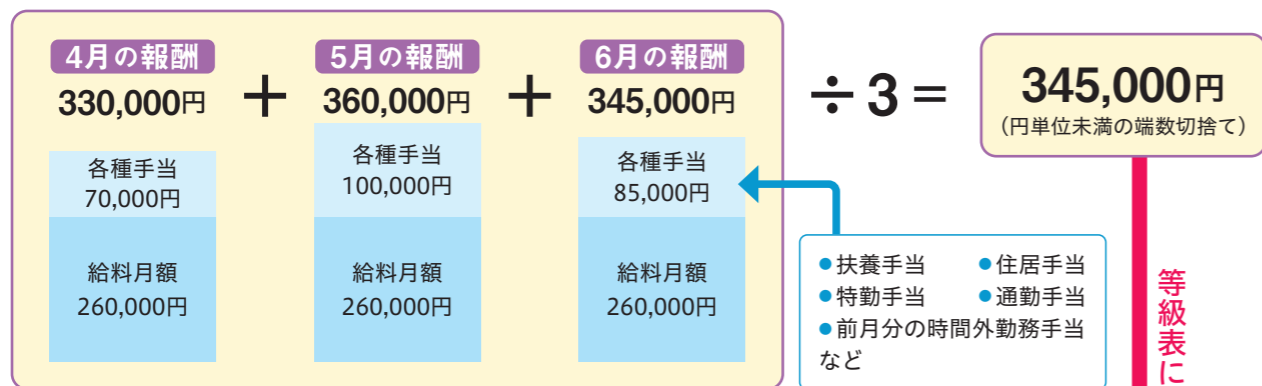 4月の報酬
330,000円
各種手当
70,000円
給料月額
260,000円
＋
5月の報酬
360,000円
各種手当
100,000円
給料月額
260,000円
＋
6月の報酬
345,000円
各種手当
85,000円
給料月額
260,000円
÷3＝
345,000円
（円単位未満の端数切捨て）
●扶養手当 ●住居手当
●特勤手当 ●通勤手当
●前月分の時間外勤務手当
など
等級表に